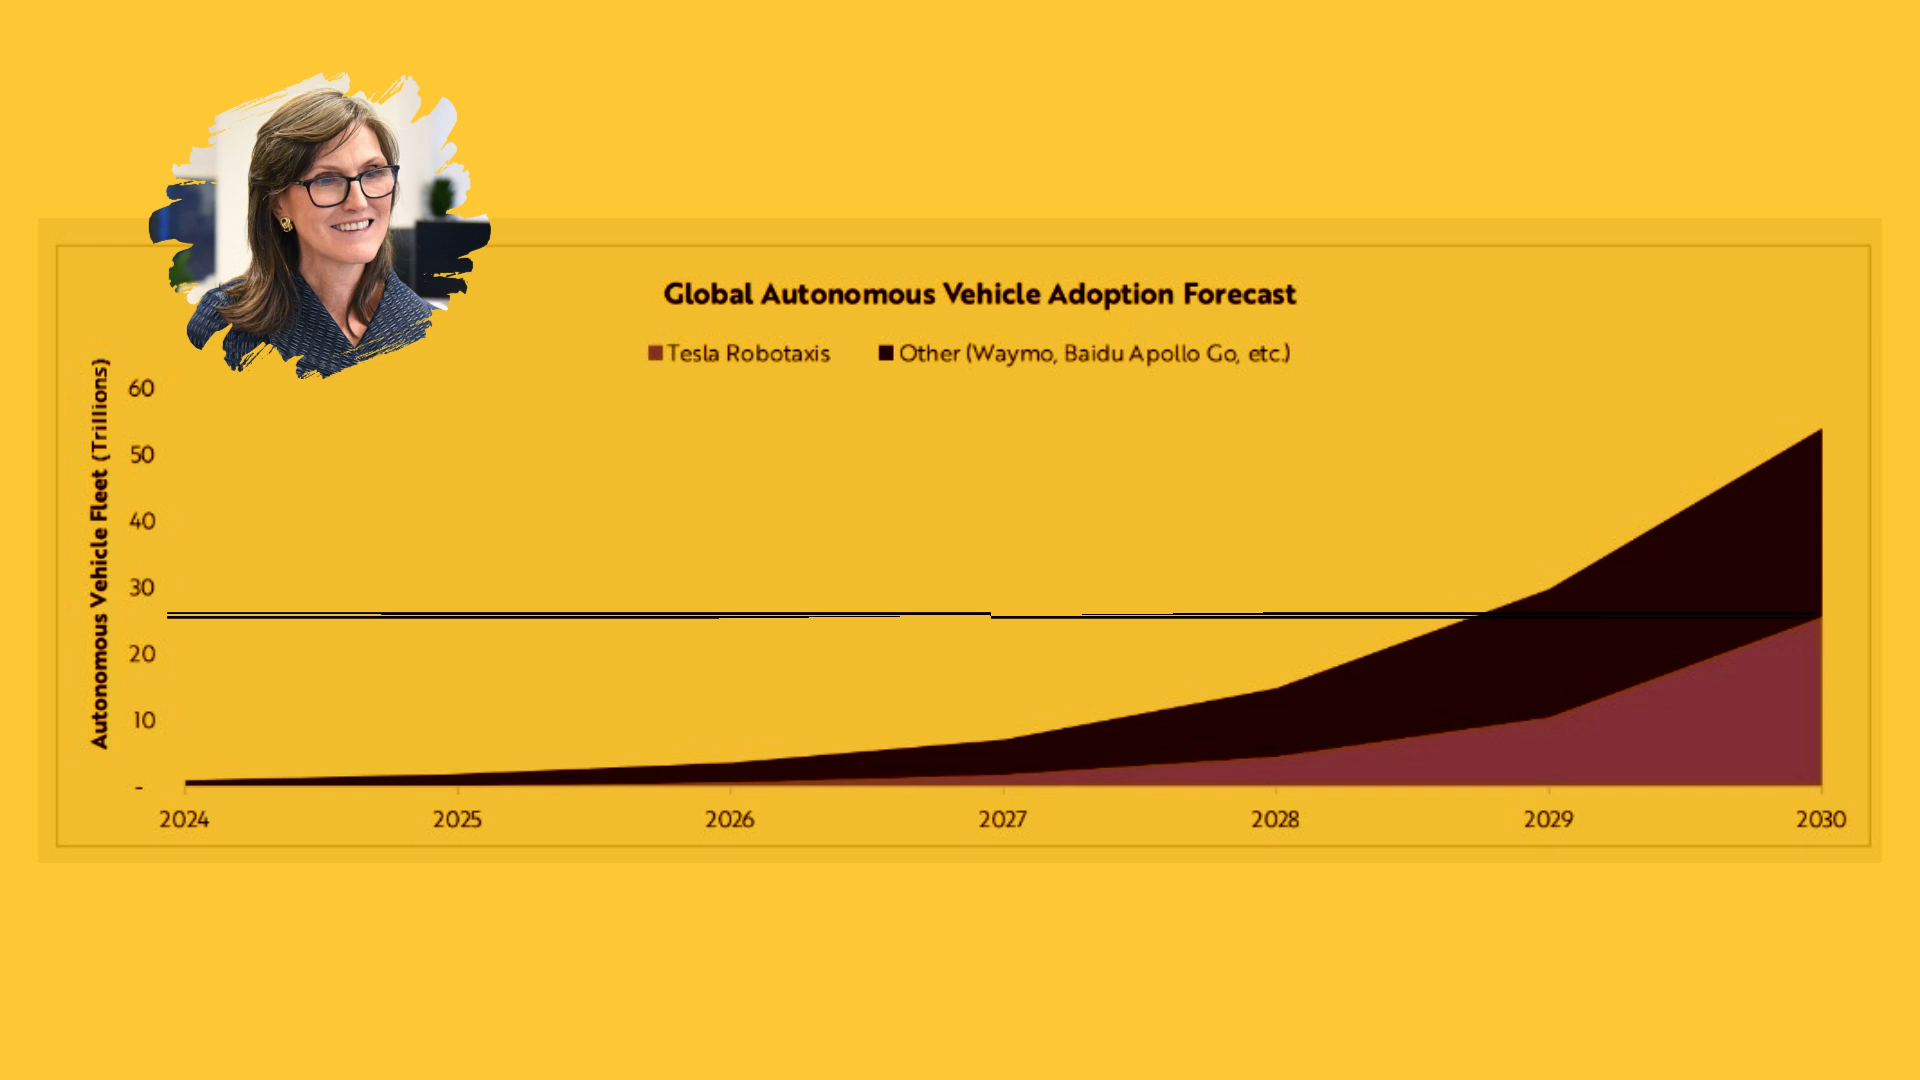 Global Autonomous Vehicle Adoption Forecast
Tesla Robotaxis
Other (Waymo, Baidu Apollo Go, etc.)
Autonomous Vehicle Fleet (Trillions)
60
50
40
30
20
10
-
2024 2025 2026 2027 2028 2029 2030